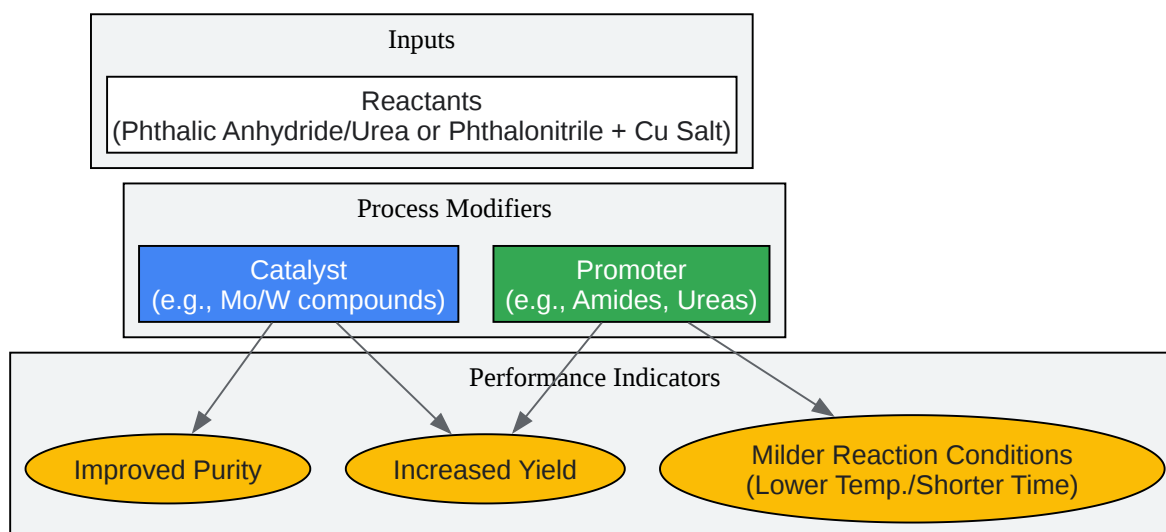 Inputs
Reactants
(Phthalic Anhydride/Urea or Phthalonitrile + Cu Salt)
Process Modifiers
Catalyst
(e.g., Mo/W compounds)
Promoter
(e.g., Amides, Ureas)
Performance Indicators
Improved Purity
Increased Yield
Milder Reaction Conditions
(Lower Temp./Shorter Time)